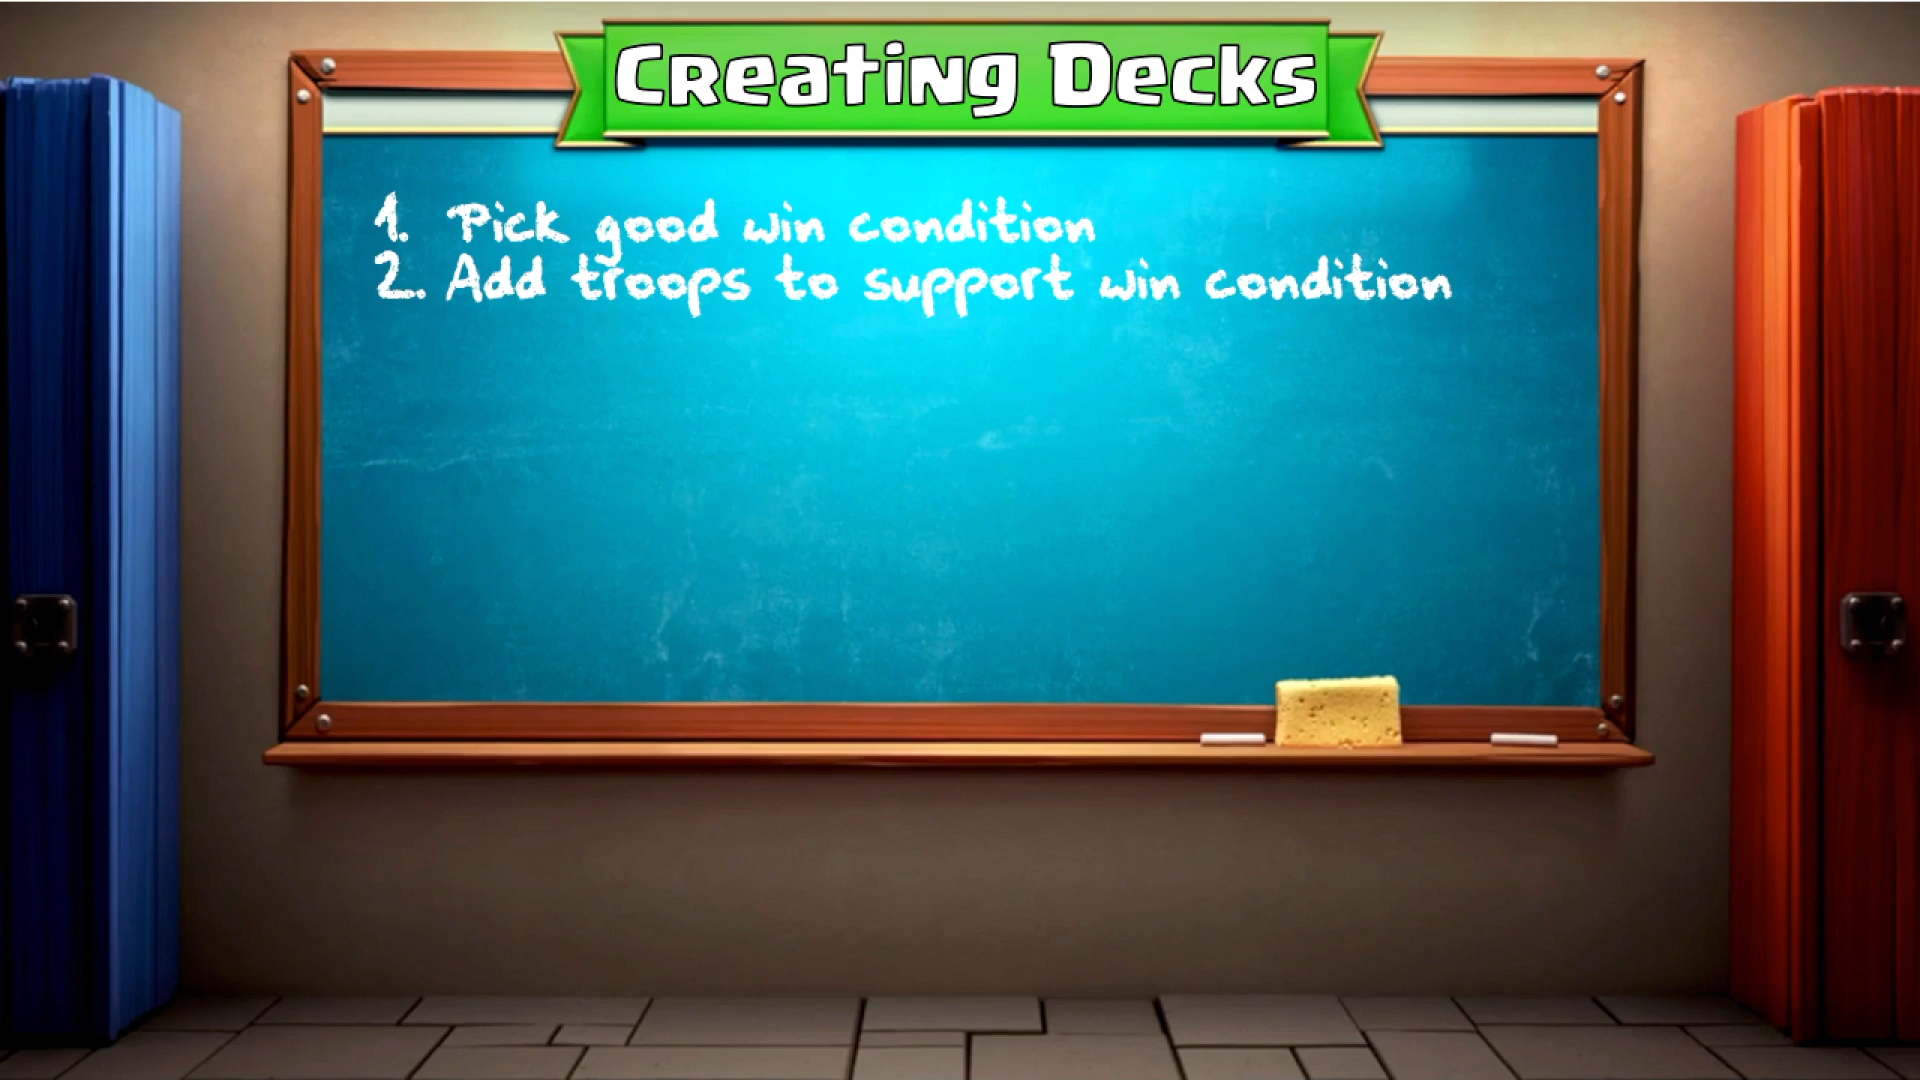 Creating Decks
1. Pick good win condition
2. Add troops to support win condition